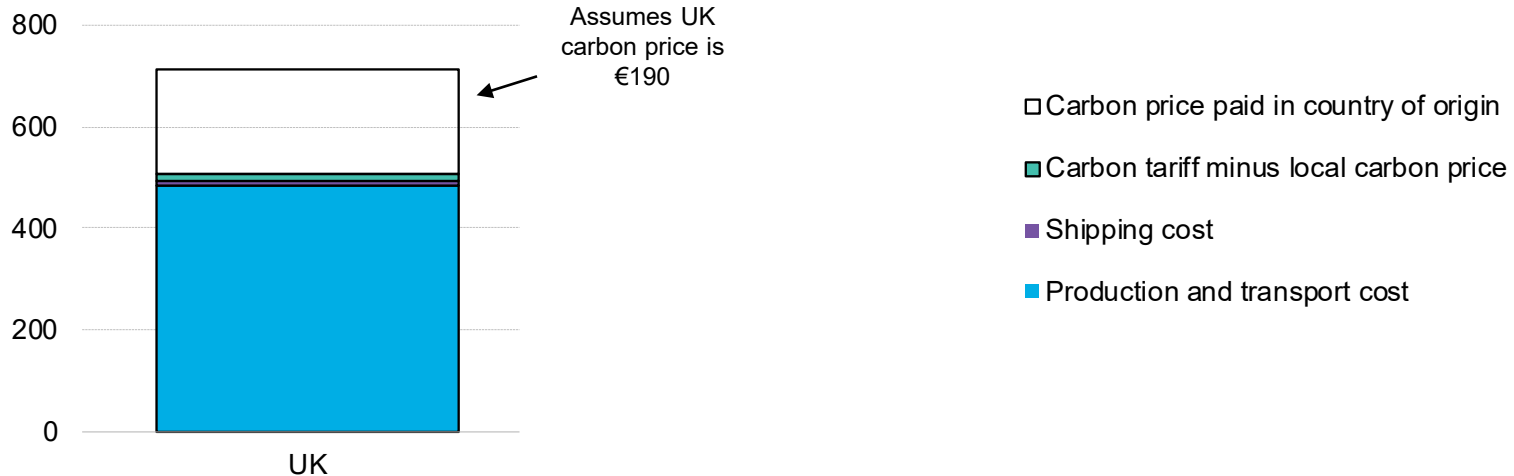 800
600
400
200
0
UK
Assumes UK
carbon price is
€190
Carbon price paid in country of origin
Carbon tariff minus local carbon price
Shipping cost
Production and transport cost